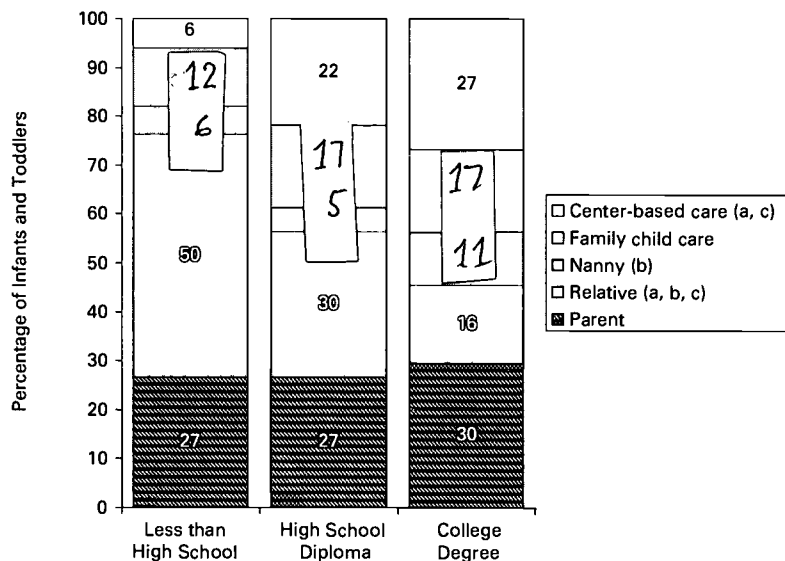 Percentage of Infants and Toddlers
100
90
80
70
60
50
40
30
20
10
0
6
12
6
50
27
22
17
5
30
27
27
17
11
16
30
Less than
High School
High School
Diploma
College
Degree
Center-based care (a, c)
Family child care
Nanny (b)
Relative (a, b, c)
Parent